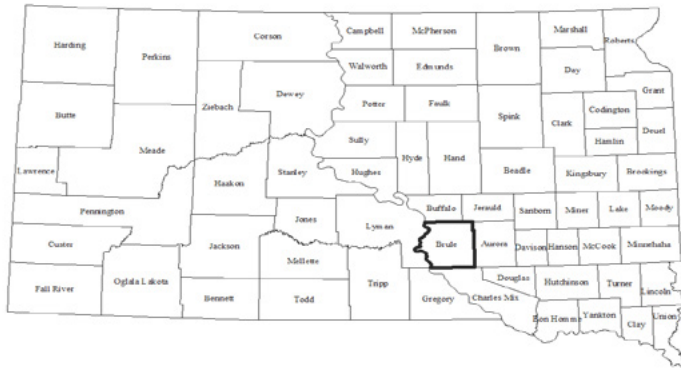 Harding
Perkins
Corson
Campbell
McPherson
Brown
Marshall
Roberts
Walworth
Edmunds
Day
Butte
Ziebach
Dewey
Potter
Faulk
Spink
Clark
Codington
Grant
Hamlin
Deuel
Meade
Sully
Hyde
Hand
Lawrence
Haakon
Stanley
Hughes
Beadle
Kingsbury
Brookings
Pennington
Jones
Lyman
Buffalo
Jerauld
Sanborn
Miner
Lake
Moody
Custer
Jackson
Brule
Aurora
Davison
Hanson
McCook
Minnehaha
Mellette
Fall River
Oglala Lakota
Bennett
Todd
Tripp
Gregory
Charles Mix
Douglas
Hutchinson
Turner
Lincoln
Bon Homme
Yankton
Clay
Union